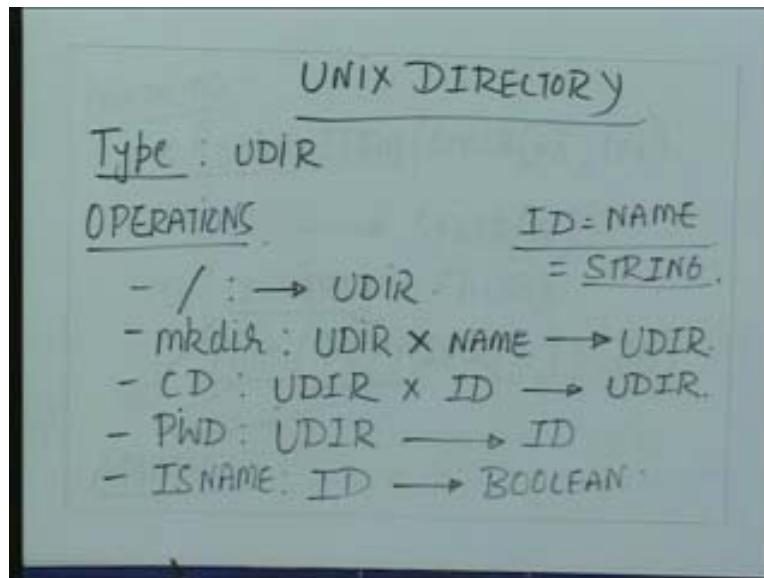 UNIX DIRECTORY
Type : UDIR
OPERATIONS
ID = NAME
= STRING.
- / : → UDIR
- mkdir : UDIR X NAME → UDIR.
- CD : UDIR X ID → UDIR.
- PWD : UDIR → ID
- ISNAME : ID → BOOLEAN.